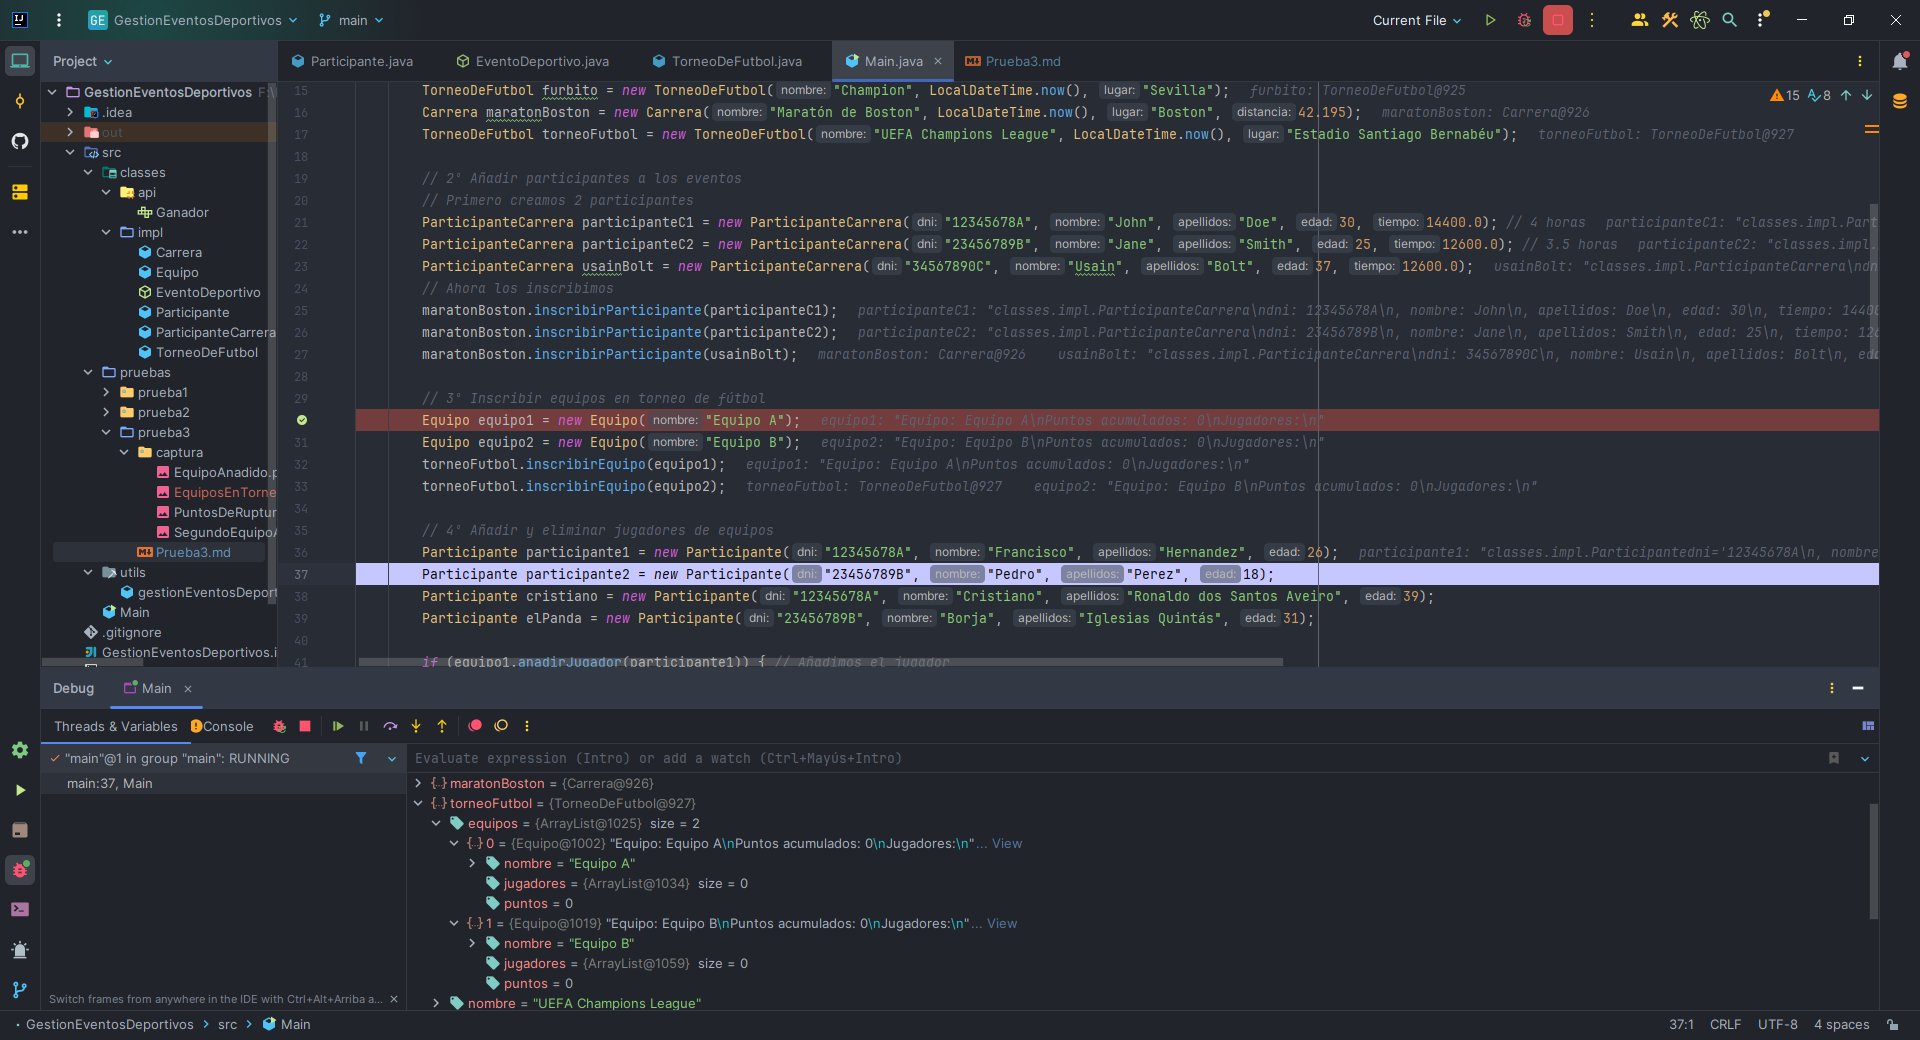 GE GestionEventosDeportivos main Current File
Project
Participante.java EventoDeportivo.java TorneoDeFutbol.java Main.java Prueba3.md
GestionEventosDeportivos
.idea
out
src
classes
api
Ganador
impl
Carrera
Equipo
EventoDeportivo
Participante
ParticipanteCarrera
TorneoDeFutbol
pruebas
prueba1
prueba2
prueba3
captura
EquipoAnadido.p
EquiposEnTorne
PuntosDeRuptur
SegundoEquipoA
Prueba3.md
utils
gestionEventosDeport
Main
.gitignore
GestionEventosDeportivos.i
15 8
15 TorneoDeFutbol furbito = new TorneoDeFutbol( nombre: "Champion", LocalDateTime.now(), lugar: "Sevilla"); furbito: TorneoDeFutbol@925
16 Carrera maratonBoston = new Carrera( nombre: "Maratón de Boston", LocalDateTime.now(), lugar: "Boston", distancia: 42.195); maratonBoston: Carrera@926
17 TorneoDeFutbol torneoFutbol = new TorneoDeFutbol( nombre: "UEFA Champions League", LocalDateTime.now(), lugar: "Estadio Santiago Bernabéu"); torneoFutbol: TorneoDeFutbol@927
18
19 // 2º Añadir participantes a los eventos
20 // Primero creamos 2 participantes
21 ParticipanteCarrera participanteC1 = new ParticipanteCarrera( dni: "12345678A", nombre: "John", apellidos: "Doe", edad: 30, tiempo: 14400.0); // 4 horas participanteC1: "classes.impl.Part
22 ParticipanteCarrera participanteC2 = new ParticipanteCarrera( dni: "23456789B", nombre: "Jane", apellidos: "Smith", edad: 25, tiempo: 12600.0); // 3.5 horas participanteC2: "classes.impl.
23 ParticipanteCarrera usainBolt = new ParticipanteCarrera( dni: "34567890C", nombre: "Usain", apellidos: "Bolt", edad: 37, tiempo: 12600.0); usainBolt: "classes.impl.ParticipanteCarrera\ndn
24 // Ahora los inscribimos
25 maratonBoston.inscribirParticipante(participanteC1); participanteC1: "classes.impl.ParticipanteCarrera\ndni: 12345678A\n, nombre: John\n, apellidos: Doe\n, edad: 30\n, tiempo: 1440
26 maratonBoston.inscribirParticipante(participanteC2); participanteC2: "classes.impl.ParticipanteCarrera\ndni: 23456789B\n, nombre: Jane\n, apellidos: Smith\n, edad: 25\n, tiempo: 126
27 maratonBoston.inscribirParticipante(usainBolt); maratonBoston: Carrera@926 usainBolt: "classes.impl.ParticipanteCarrera\ndni: 34567890C\n, nombre: Usain\n, apellidos: Bolt\n, ed
28
29 // 3º Inscribir equipos en torneo de fútbol
Equipo equipo1 = new Equipo( nombre: "Equipo A"); equipo1: "Equipo: Equipo A\nPuntos acumulados: 0\nJugadores:\n"
31 Equipo equipo2 = new Equipo( nombre: "Equipo B"); equipo2: "Equipo: Equipo B\nPuntos acumulados: 0\nJugadores:\n"
32 torneoFutbol.inscribirEquipo(equipo1); equipo1: "Equipo: Equipo A\nPuntos acumulados: 0\nJugadores:\n"
33 torneoFutbol.inscribirEquipo(equipo2); torneoFutbol: TorneoDeFutbol@927 equipo2: "Equipo: Equipo B\nPuntos acumulados: 0\nJugadores:\n"
34
35 // 4º Añadir y eliminar jugadores de equipos
36 Participante participante1 = new Participante( dni: "12345678A", nombre: "Francisco", apellidos: "Hernandez", edad: 26); participante1: "classes.impl.Participantedni='12345678A\n, nombre
37 Participante participante2 = new Participante( dni: "23456789B", nombre: "Pedro", apellidos: "Perez", edad: 18);
38 Participante cristiano = new Participante( dni: "12345678A", nombre: "Cristiano", apellidos: "Ronaldo dos Santos Aveiro", edad: 39);
39 Participante elPanda = new Participante( dni: "23456789B", nombre: "Borja", apellidos: "Iglesias Quintás", edad: 31);
40
41 if (equipo1.anadirJugador(participante1)) { // Añadimos el jugador
Debug Main
Threads & Variables Console
"main"@1 in group "main": RUNNING
main:37, Main
Switch frames from anywhere in the IDE with Ctrl+Alt+Arriba a...
Evaluate expression (Intro) or add a watch (Ctrl+Mayús+Intro)
maratonBoston = {Carrera@926}
torneoFutbol = {TorneoDeFutbol@927}
equipos = {ArrayList@1025} size = 2
0 = {Equipo@1002} "Equipo: Equipo A\nPuntos acumulados: 0\nJugadores:\n"... View
nombre = "Equipo A"
jugadores = {ArrayList@1034} size = 0
puntos = 0
1 = {Equipo@1019} "Equipo: Equipo B\nPuntos acumulados: 0\nJugadores:\n"... View
nombre = "Equipo B"
jugadores = {ArrayList@1059} size = 0
puntos = 0
nombre = "UEFA Champions League"
GestionEventosDeportivos src Main 37:1 CRLF UTF-8 4 spaces